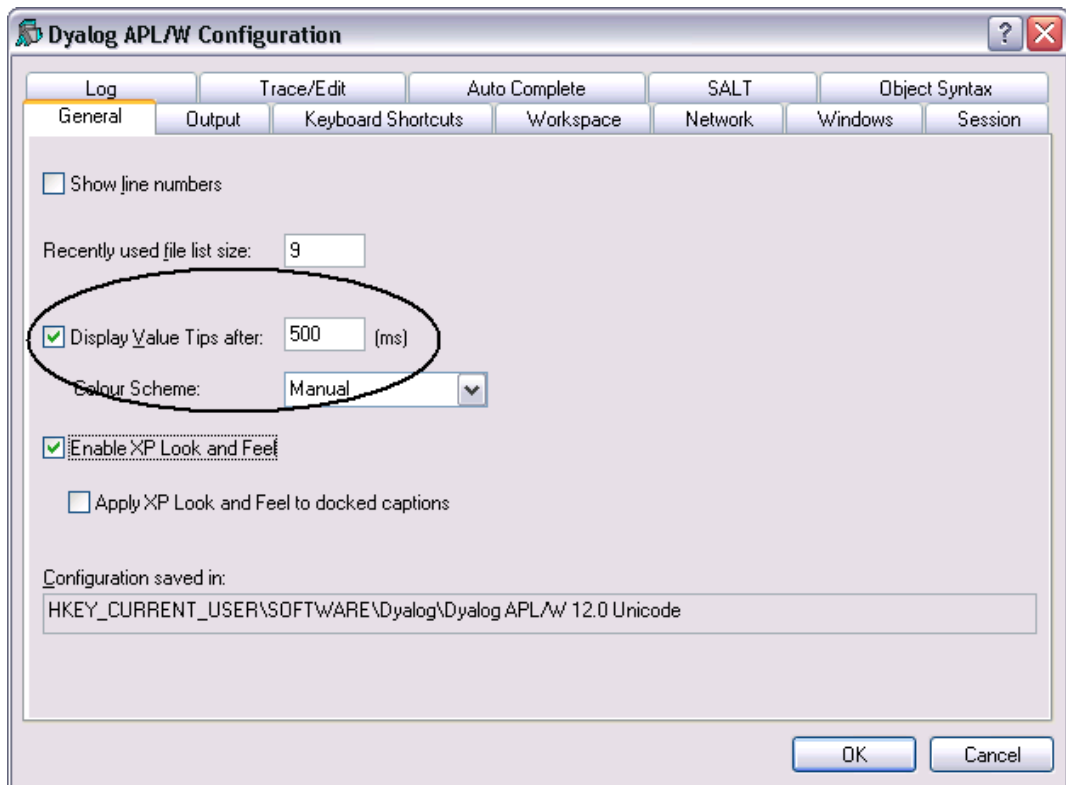 Dyalog APL/W Configuration
Log Trace/Edit Auto Complete SALT Object Syntax
General Output Keyboard Shortcuts Workspace Network Windows Session
Show line numbers
Recently used file list size: 9
Display Value Tips after: 500 (ms)
Colour Scheme: Manual
Enable XP Look and Feel
Apply XP Look and Feel to docked captions
Configuration saved in:
HKEY_CURRENT_USER\SOFTWARE\Dyalog\Dyalog APL/W 12.0 Unicode
OK Cancel